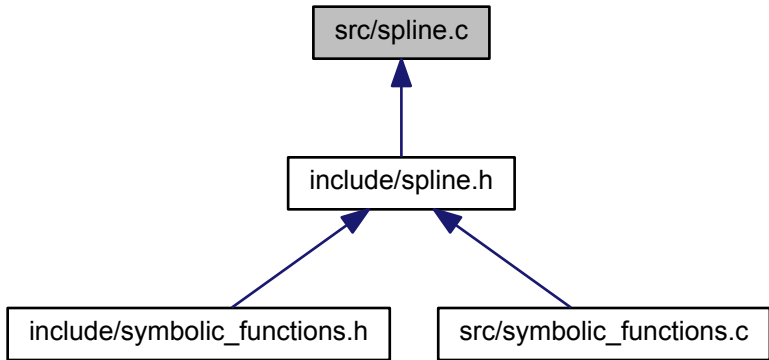 src/spline.c
include/spline.h
include/symbolic_functions.h
src/symbolic_functions.c